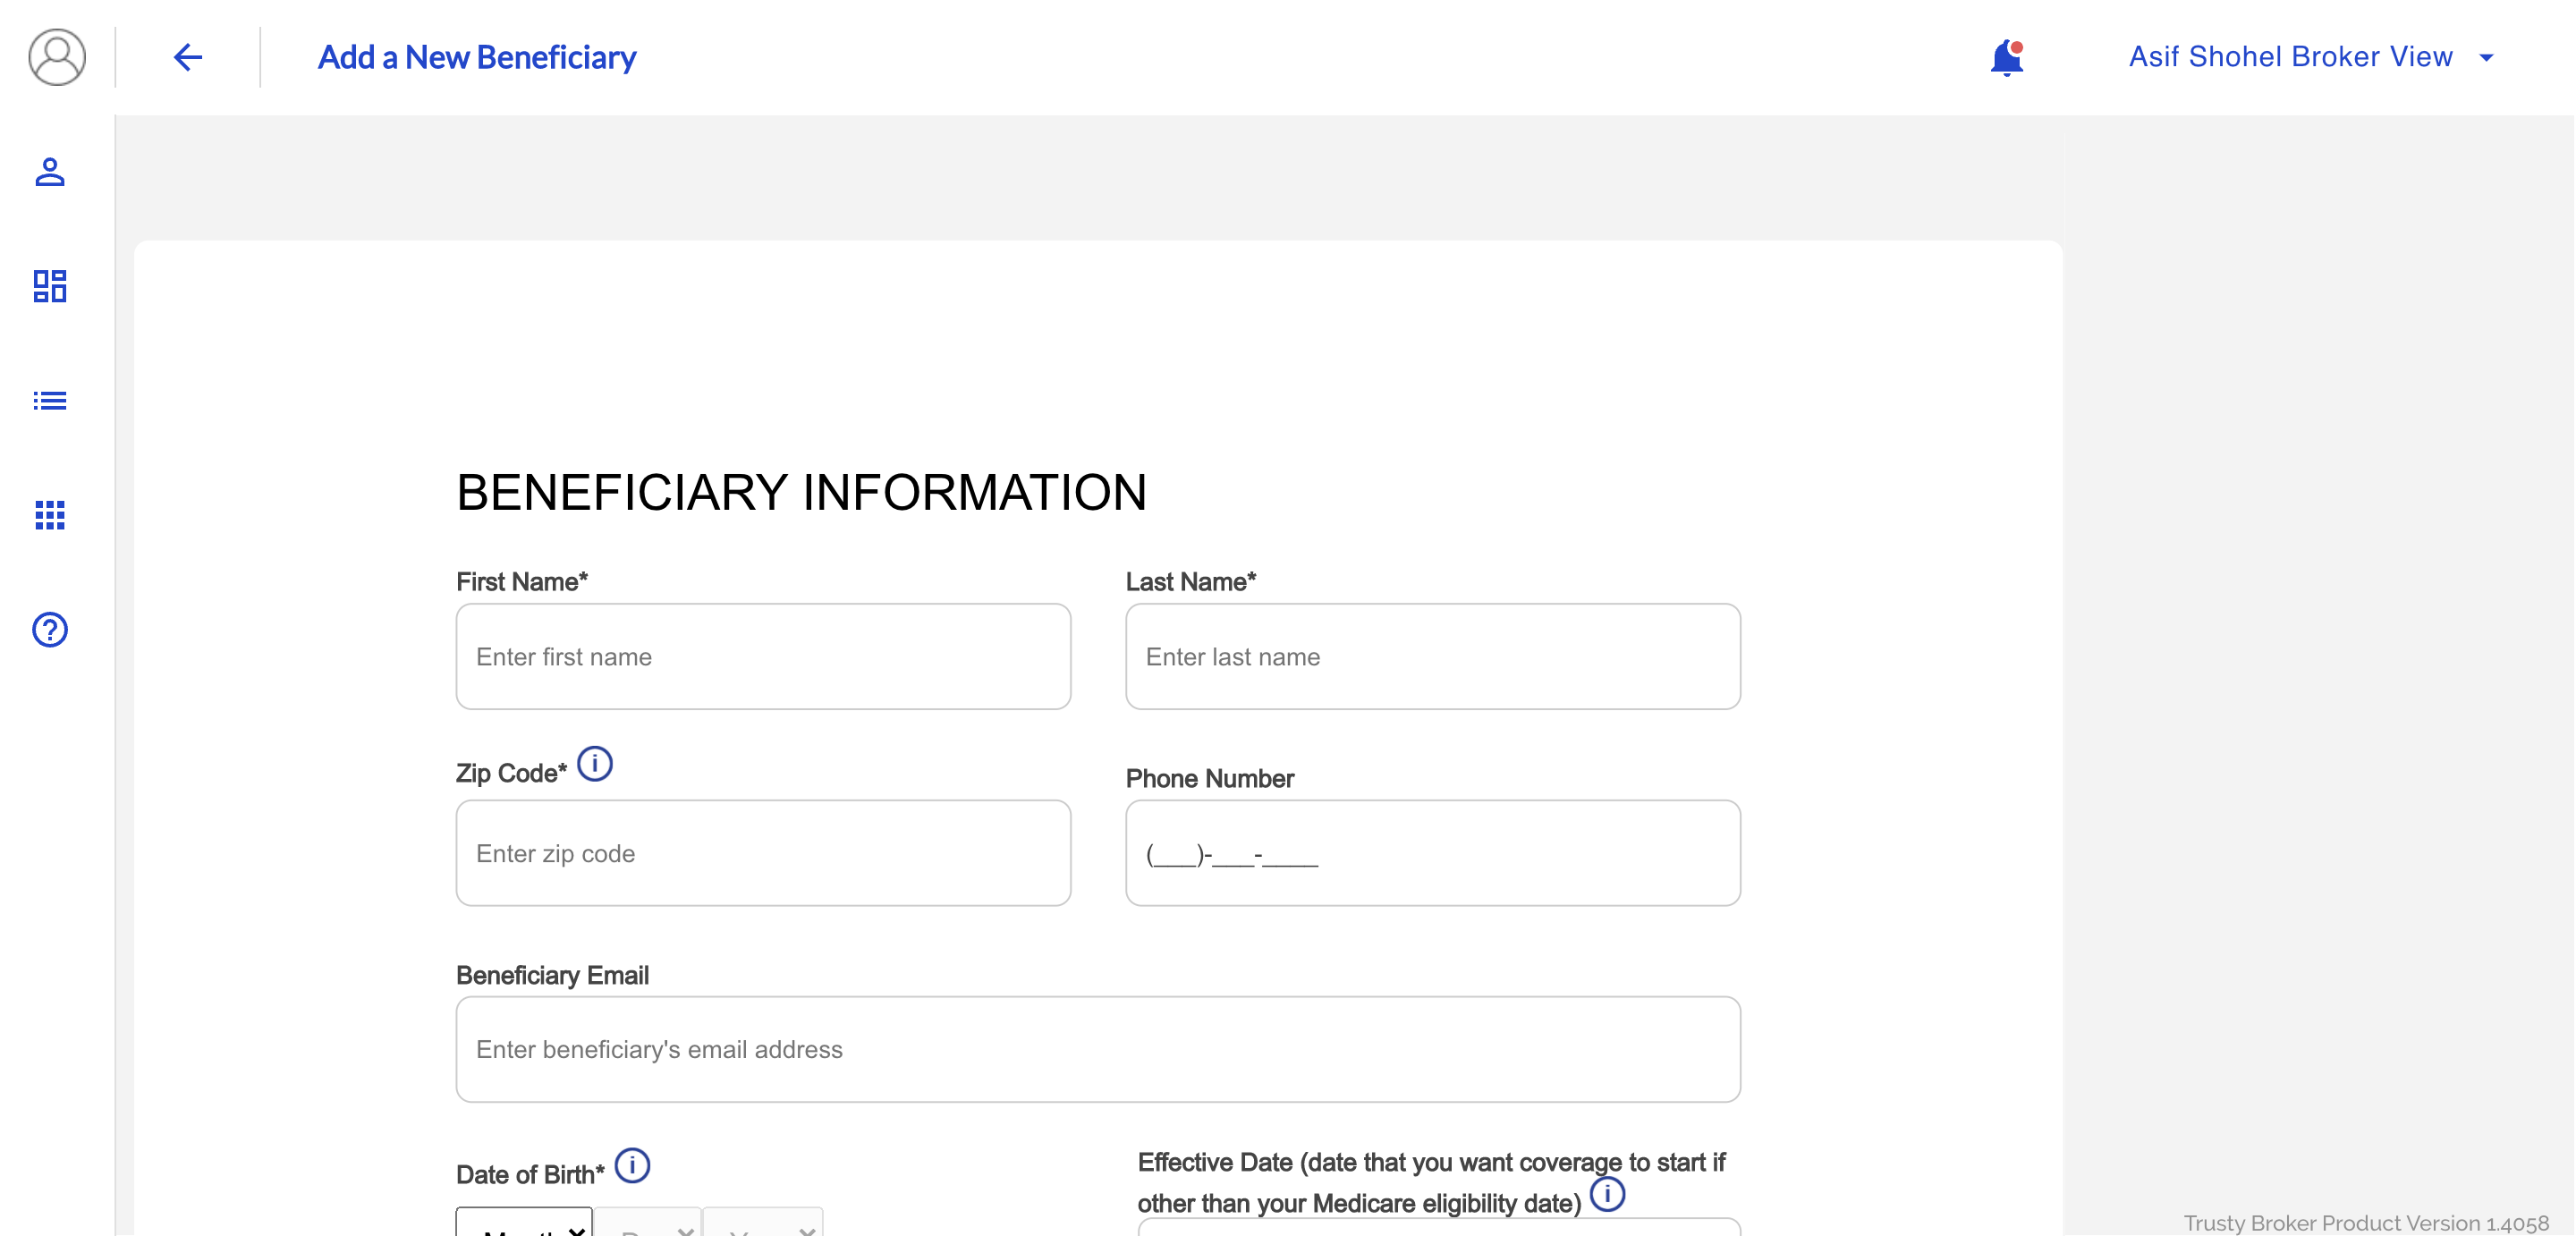 Add a New Beneficiary
Asif Shohel Broker View
BENEFICIARY INFORMATION
First Name*
Last Name*
Enter first name
Enter last name
Zip Code* i
Phone Number
Enter zip code
(___)-___-____
Beneficiary Email
Enter beneficiary's email address
Date of Birth* i
Effective Date (date that you want coverage to start if
other than your Medicare eligibility date) i
Trusty Broker Product Version 1.4058